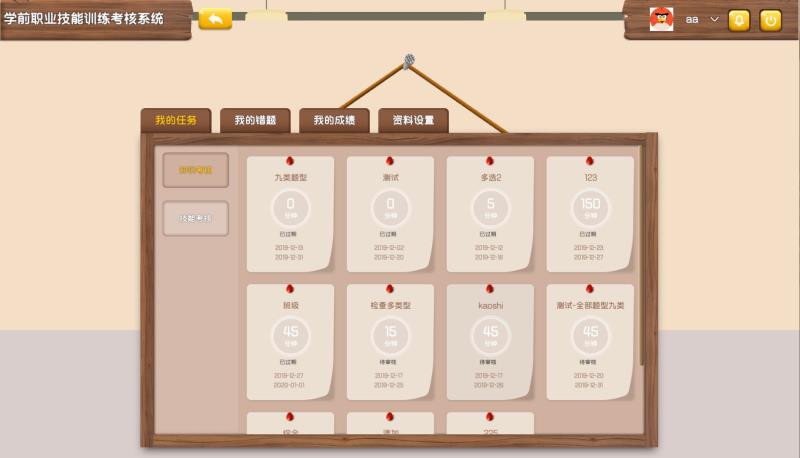 学前职业技能训练考核系统
aa
我的任务
我的错题
我的成绩
资料设置
知识考核
技能考核
九类题型
0
分钟
已过期
2019-12-13
2019-12-31
测试
0
分钟
已过期
2019-12-02
2019-12-20
多选2
5
分钟
已过期
2019-12-12
2019-12-16
123
150
分钟
已过期
2019-12-23
2019-12-27
班级
45
分钟
已过期
2019-12-27
2020-01-01
检查多类型
15
分钟
待审核
2019-12-17
2019-12-25
kaoshi
45
分钟
待审核
2019-12-17
2019-12-26
测试-全部题型九类
45
分钟
待审核
2019-12-20
2019-12-31
综合